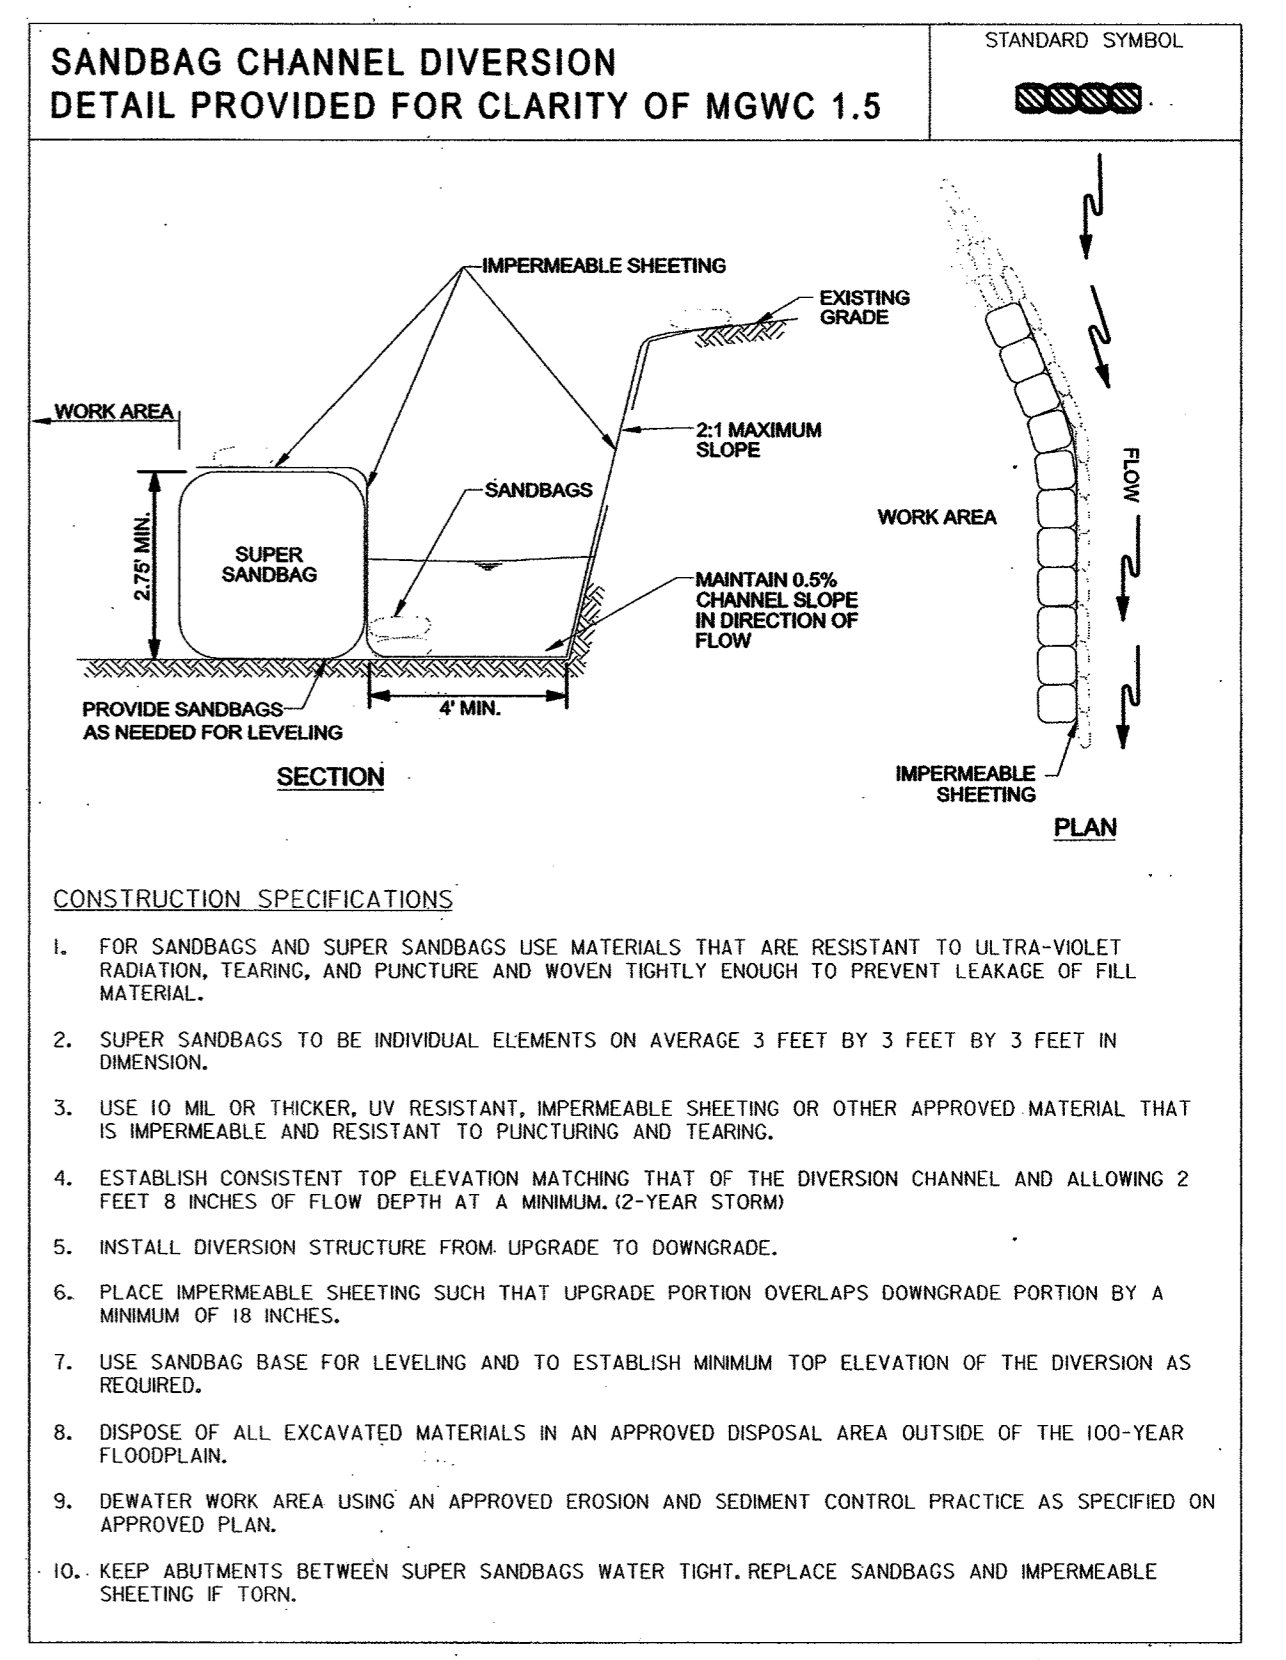 SANDBAG CHANNEL DIVERSION
DETAIL PROVIDED FOR CLARITY OF MGWC 1.5
STANDARD SYMBOL
IMPERMEABLE SHEETING
EXISTING
GRADE
WORK AREA
2:1 MAXIMUM
SLOPE
SANDBAGS
2.75' MIN.
SUPER
SANDBAG
MAINTAIN 0.5%
CHANNEL SLOPE
IN DIRECTION OF
FLOW
4' MIN.
PROVIDE SANDBAGS
AS NEEDED FOR LEVELING
SECTION
FLOW
WORK AREA
IMPERMEABLE
SHEETING
PLAN
CONSTRUCTION SPECIFICATIONS
1. FOR SANDBAGS AND SUPER SANDBAGS USE MATERIALS THAT ARE RESISTANT TO ULTRA-VIOLET
RADIATION, TEARING, AND PUNCTURE AND WOVEN TIGHTLY ENOUGH TO PREVENT LEAKAGE OF FILL
MATERIAL.
2. SUPER SANDBAGS TO BE INDIVIDUAL ELEMENTS ON AVERAGE 3 FEET BY 3 FEET BY 3 FEET IN
DIMENSION.
3. USE 10 MIL OR THICKER, UV RESISTANT, IMPERMEABLE SHEETING OR OTHER APPROVED MATERIAL THAT
IS IMPERMEABLE AND RESISTANT TO PUNCTURING AND TEARING.
4. ESTABLISH CONSISTENT TOP ELEVATION MATCHING THAT OF THE DIVERSION CHANNEL AND ALLOWING 2
FEET 8 INCHES OF FLOW DEPTH AT A MINIMUM. (2-YEAR STORM)
5. INSTALL DIVERSION STRUCTURE FROM UPGRADE TO DOWNGRADE.
6. PLACE IMPERMEABLE SHEETING SUCH THAT UPGRADE PORTION OVERLAPS DOWNGRADE PORTION BY A
MINIMUM OF 18 INCHES.
7. USE SANDBAG BASE FOR LEVELING AND TO ESTABLISH MINIMUM TOP ELEVATION OF THE DIVERSION AS
REQUIRED.
8. DISPOSE OF ALL EXCAVATED MATERIALS IN AN APPROVED DISPOSAL AREA OUTSIDE OF THE 100-YEAR
FLOODPLAIN.
9. DEWATER WORK AREA USING AN APPROVED EROSION AND SEDIMENT CONTROL PRACTICE AS SPECIFIED ON
APPROVED PLAN.
10. KEEP ABUTMENTS BETWEEN SUPER SANDBAGS WATER TIGHT. REPLACE SANDBAGS AND IMPERMEABLE
SHEETING IF TORN.